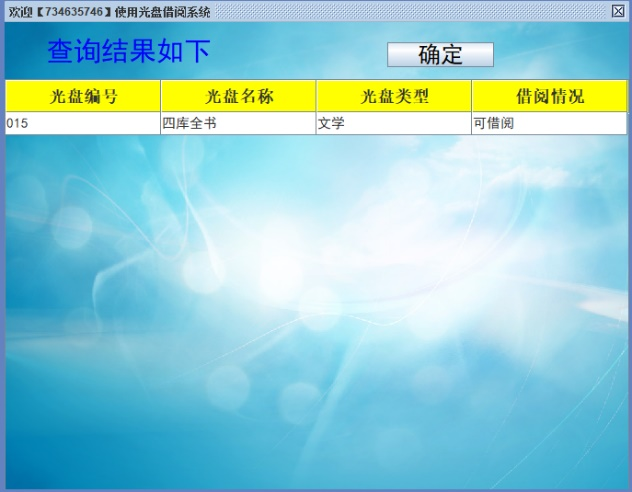 欢迎【734635746】使用光盘借阅系统
查询结果如下 确定
光盘编号 光盘名称 光盘类型 借阅情况
015 四库全书 文学 可借阅